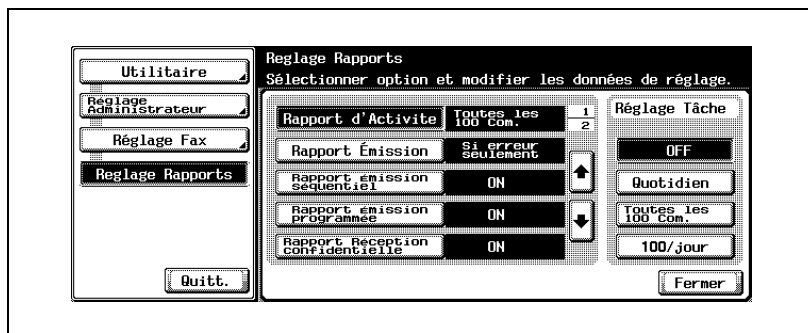 Utilitaire
Réglage
Administrateur
Réglage Fax
Reglage Rapports
Quitt.
Reglage Rapports
Sélectionner option et modifier les données de réglage.
Rapport d'Activite
Toutes les
100 Com.
1
2
Rapport Émission
Si erreur
seulement
Rapport émission
séquentiel
ON
Rapport émission
programmée
ON
Rapport Réception
confidentielle
ON
Réglage Tâche
OFF
Quotidien
Toutes les
100 Com.
100/jour
Fermer